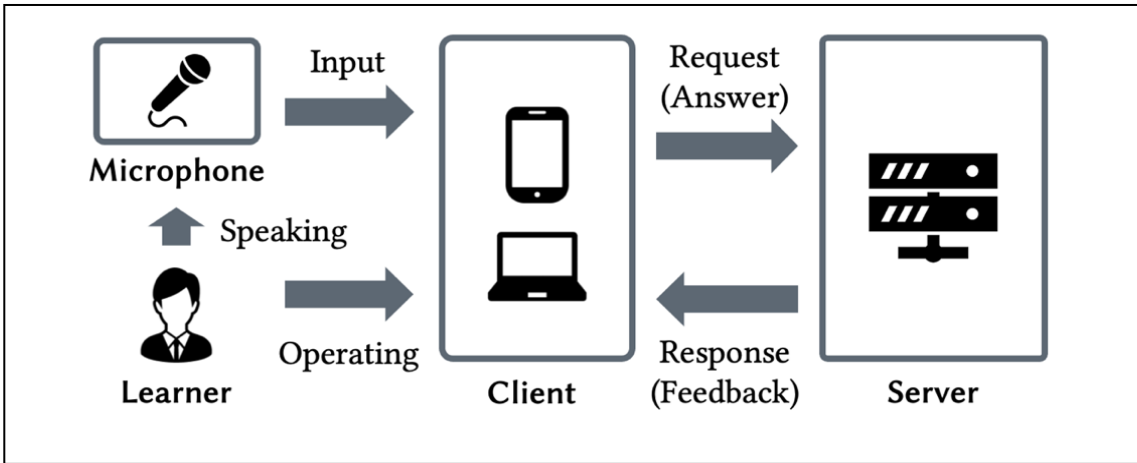 Input
Request
(Answer)
Microphone
Speaking
Operating
Response
(Feedback)
Learner
Client
Server